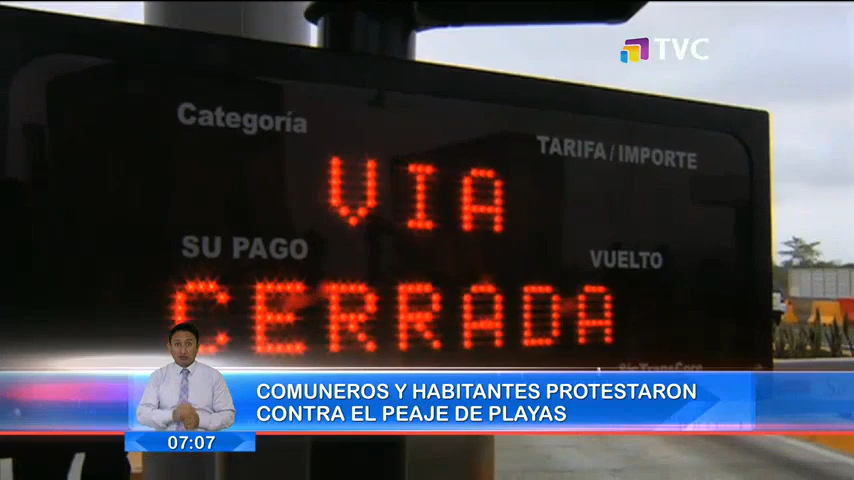 TVC
Categoría
TARIFA/IMPORTE
VIA
SU PAGO
VUELTO
CERRADA
COMUNEROS Y HABITANTES PROTESTARON
CONTRA EL PEAJE DE PLAYAS
07:07